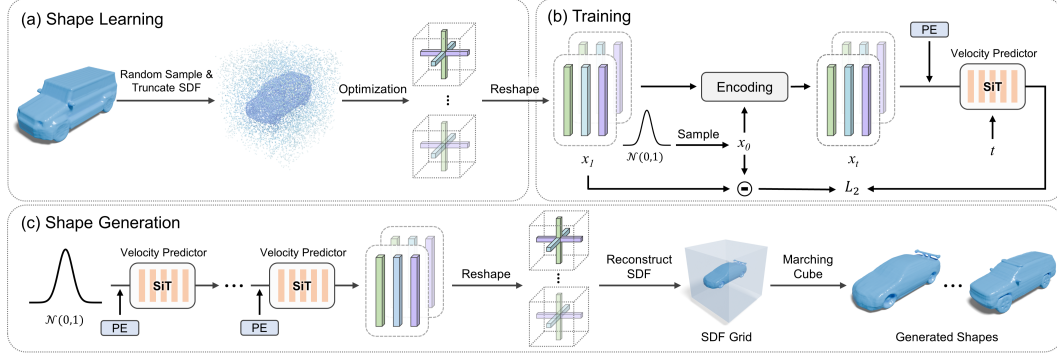 (a) Shape Learning
Random Sample &
Truncate SDF
Optimization
Reshape
(b) Training
PE
Velocity Predictor
Encoding
SiT
Sample
𝒩(0,1)
x₀
x₁
xₜ
t
L₂
(c) Shape Generation
Velocity Predictor
Velocity Predictor
SiT
SiT
𝒩(0,1)
PE
PE
Reshape
Reconstruct
SDF
Marching
Cube
SDF Grid
Generated Shapes